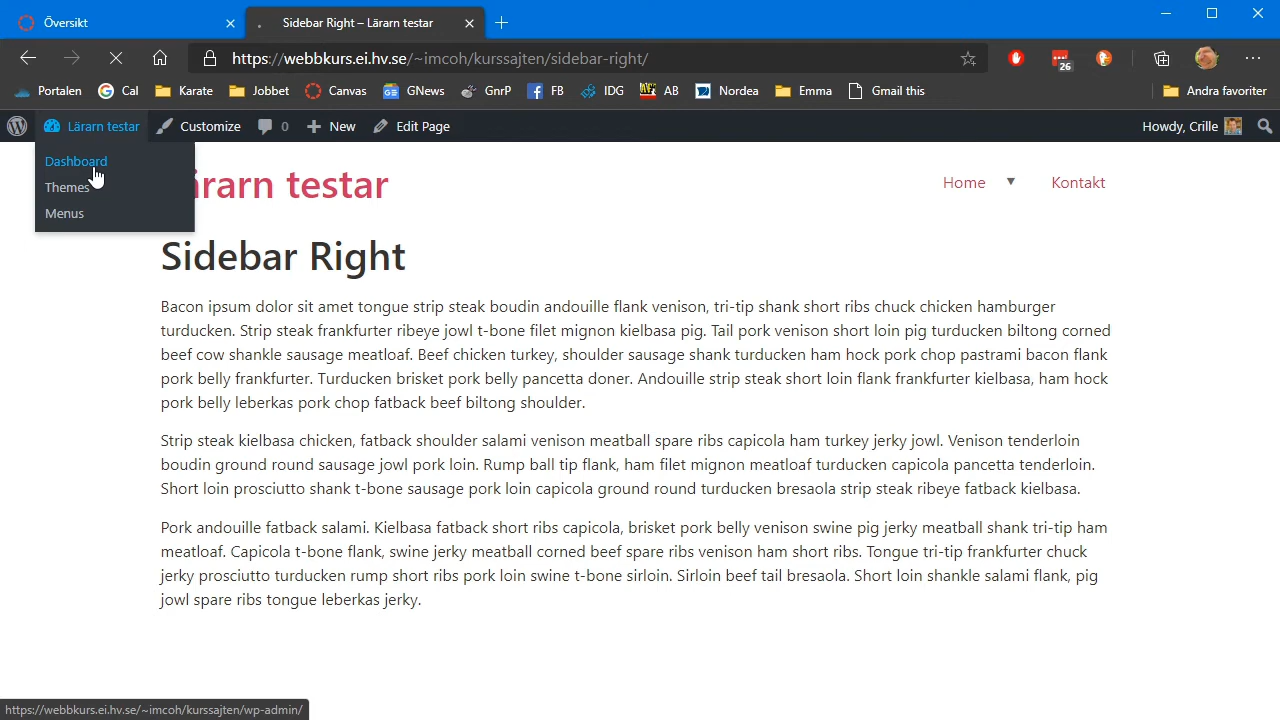 Översikt
Sidebar Right – Lärarn testar
https://webbkurs.ei.hv.se/~imcoh/kurssajten/sidebar-right/
26
Portalen Cal Karate Jobbet Canvas GNews GnrP FB IDG AB Nordea Emma Gmail this Andra favoriter
Lärarn testar Customize 0 New Edit Page Howdy, Crille
Dashboard
Themes
Menus
rarn testar
Home ▼ Kontakt
Sidebar Right
Bacon ipsum dolor sit amet tongue strip steak boudin andouille flank venison, tri-tip shank short ribs chuck chicken hamburger
turducken. Strip steak frankfurter ribeye jowl t-bone filet mignon kielbasa pig. Tail pork venison short loin pig turducken biltong corned
beef cow shankle sausage meatloaf. Beef chicken turkey, shoulder sausage shank turducken ham hock pork chop pastrami bacon flank
pork belly frankfurter. Turducken brisket pork belly pancetta doner. Andouille strip steak short loin flank frankfurter kielbasa, ham hock
pork belly leberkas pork chop fatback beef biltong shoulder.
Strip steak kielbasa chicken, fatback shoulder salami venison meatball spare ribs capicola ham turkey jerky jowl. Venison tenderloin
boudin ground round sausage jowl pork loin. Rump ball tip flank, ham filet mignon meatloaf turducken capicola pancetta tenderloin.
Short loin prosciutto shank t-bone sausage pork loin capicola ground round turducken bresaola strip steak ribeye fatback kielbasa.
Pork andouille fatback salami. Kielbasa fatback short ribs capicola, brisket pork belly venison swine pig jerky meatball shank tri-tip ham
meatloaf. Capicola t-bone flank, swine jerky meatball corned beef spare ribs venison ham short ribs. Tongue tri-tip frankfurter chuck
jerky prosciutto turducken rump short ribs pork loin swine t-bone sirloin. Sirloin beef tail bresaola. Short loin shankle salami flank, pig
jowl spare ribs tongue leberkas jerky.
https://webbkurs.ei.hv.se/~imcoh/kurssajten/wp-admin/